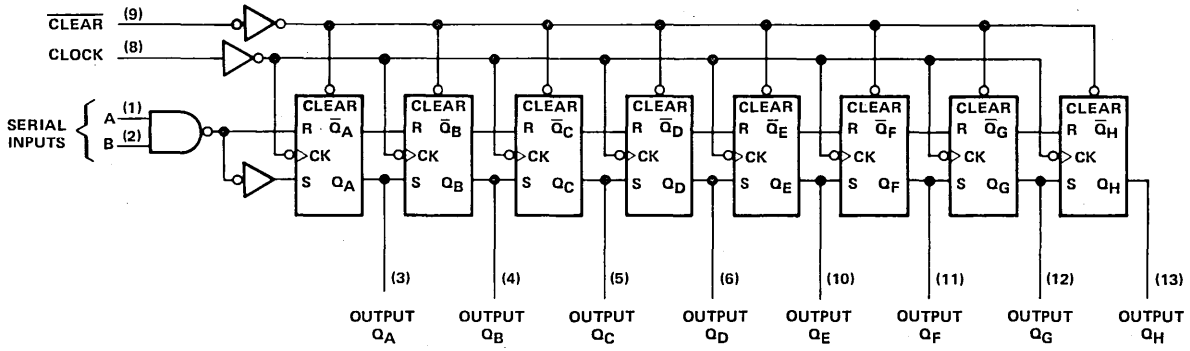 CLEAR (9)
CLOCK (8)
SERIAL INPUTS
A (1)
B (2)
CLEAR CLEAR CLEAR CLEAR CLEAR CLEAR CLEAR CLEAR
R Q̅A R Q̅B R Q̅C R Q̅D R Q̅E R Q̅F R Q̅G R Q̅H
CK CK CK CK CK CK CK CK
S QA S QB S QC S QD S QE S QF S QG S QH
(3) (4) (5) (6) (10) (11) (12) (13)
OUTPUT OUTPUT OUTPUT OUTPUT OUTPUT OUTPUT OUTPUT OUTPUT
QA QB QC QD QE QF QG QH